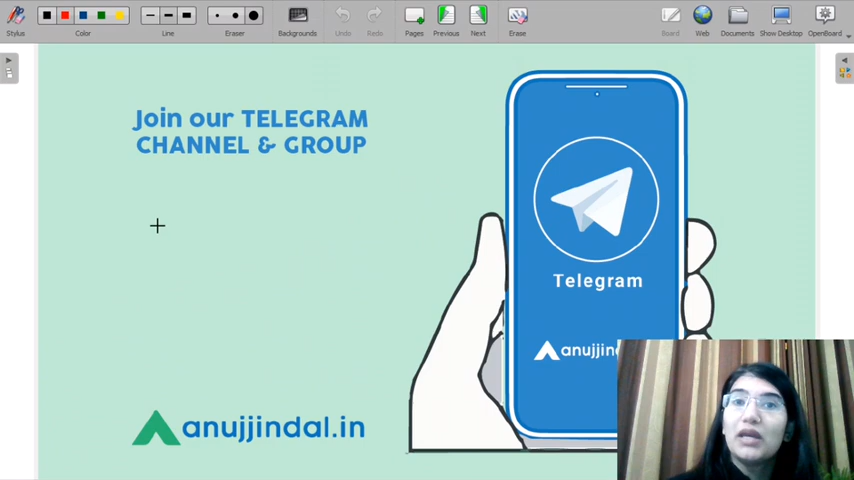 Stylus
Color
Line
Eraser
Backgrounds
Undo
Redo
Pages
Previous
Next
Erase
Board
Web
Documents
Show Desktop
OpenBoard
Join our TELEGRAM
CHANNEL & GROUP
Telegram
anujjindal.in